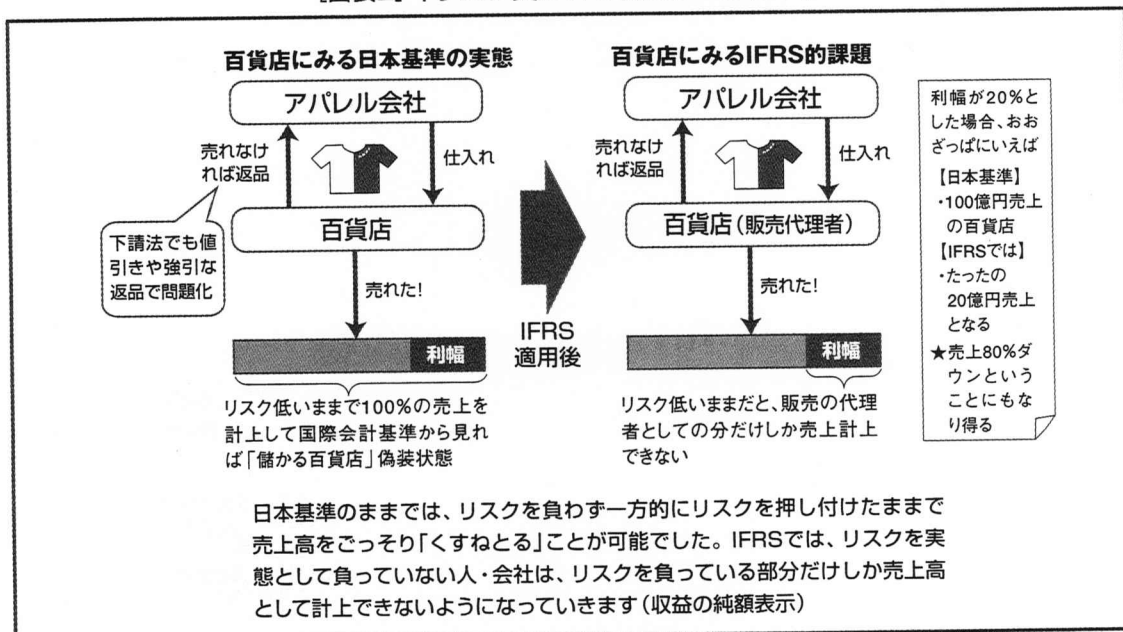 百貨店にみる日本基準の実態
アパレル会社
売れなけ
れば返品
仕入れ
百貨店
下請法でも値
引きや強引な
返品で問題化
売れた！
利幅
リスク低いままで100％の売上を
計上して国際会計基準から見れ
ば「儲かる百貨店」偽装状態
IFRS
適用後
百貨店にみるIFRS的課題
アパレル会社
売れなけ
れば返品
仕入れ
百貨店（販売代理者）
売れた！
利幅
リスク低いままだと、販売の代理
者としての分だけしか売上計上
できない
利幅が20％と
した場合、おお
ざっぱにいえば
【日本基準】
・100億円売上
の百貨店
【IFRSでは】
・たったの
20億円売上
となる
★売上80％ダ
ウンという
ことにもな
り得る
日本基準のままでは、リスクを負わず一方的にリスクを押し付けたままで
売上高をごっそり「くすねとる」ことが可能でした。IFRSでは、リスクを実
態として負っていない人・会社は、リスクを負っている部分だけしか売上高
として計上できないようになっていきます（収益の純額表示）